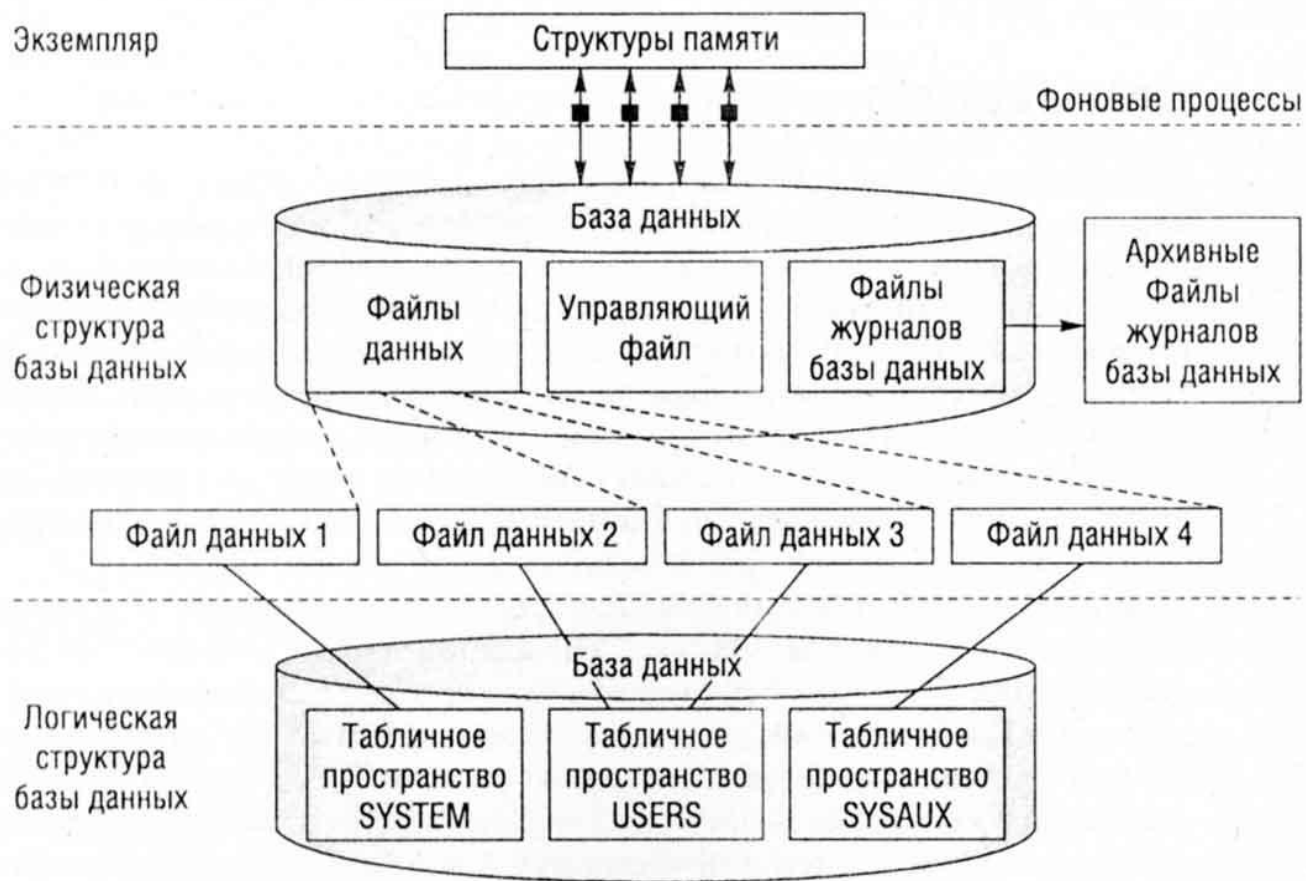 Экземпляр
Структуры памяти
Фоновые процессы
База данных
Физическая
структура
базы данных
Файлы
данных
Управляющий
файл
Файлы
журналов
базы данных
Архивные
Файлы
журналов
базы данных
Файл данных 1
Файл данных 2
Файл данных 3
Файл данных 4
База данных
Логическая
структура
базы данных
Табличное
пространство
SYSTEM
Табличное
пространство
USERS
Табличное
пространство
SYSAUX